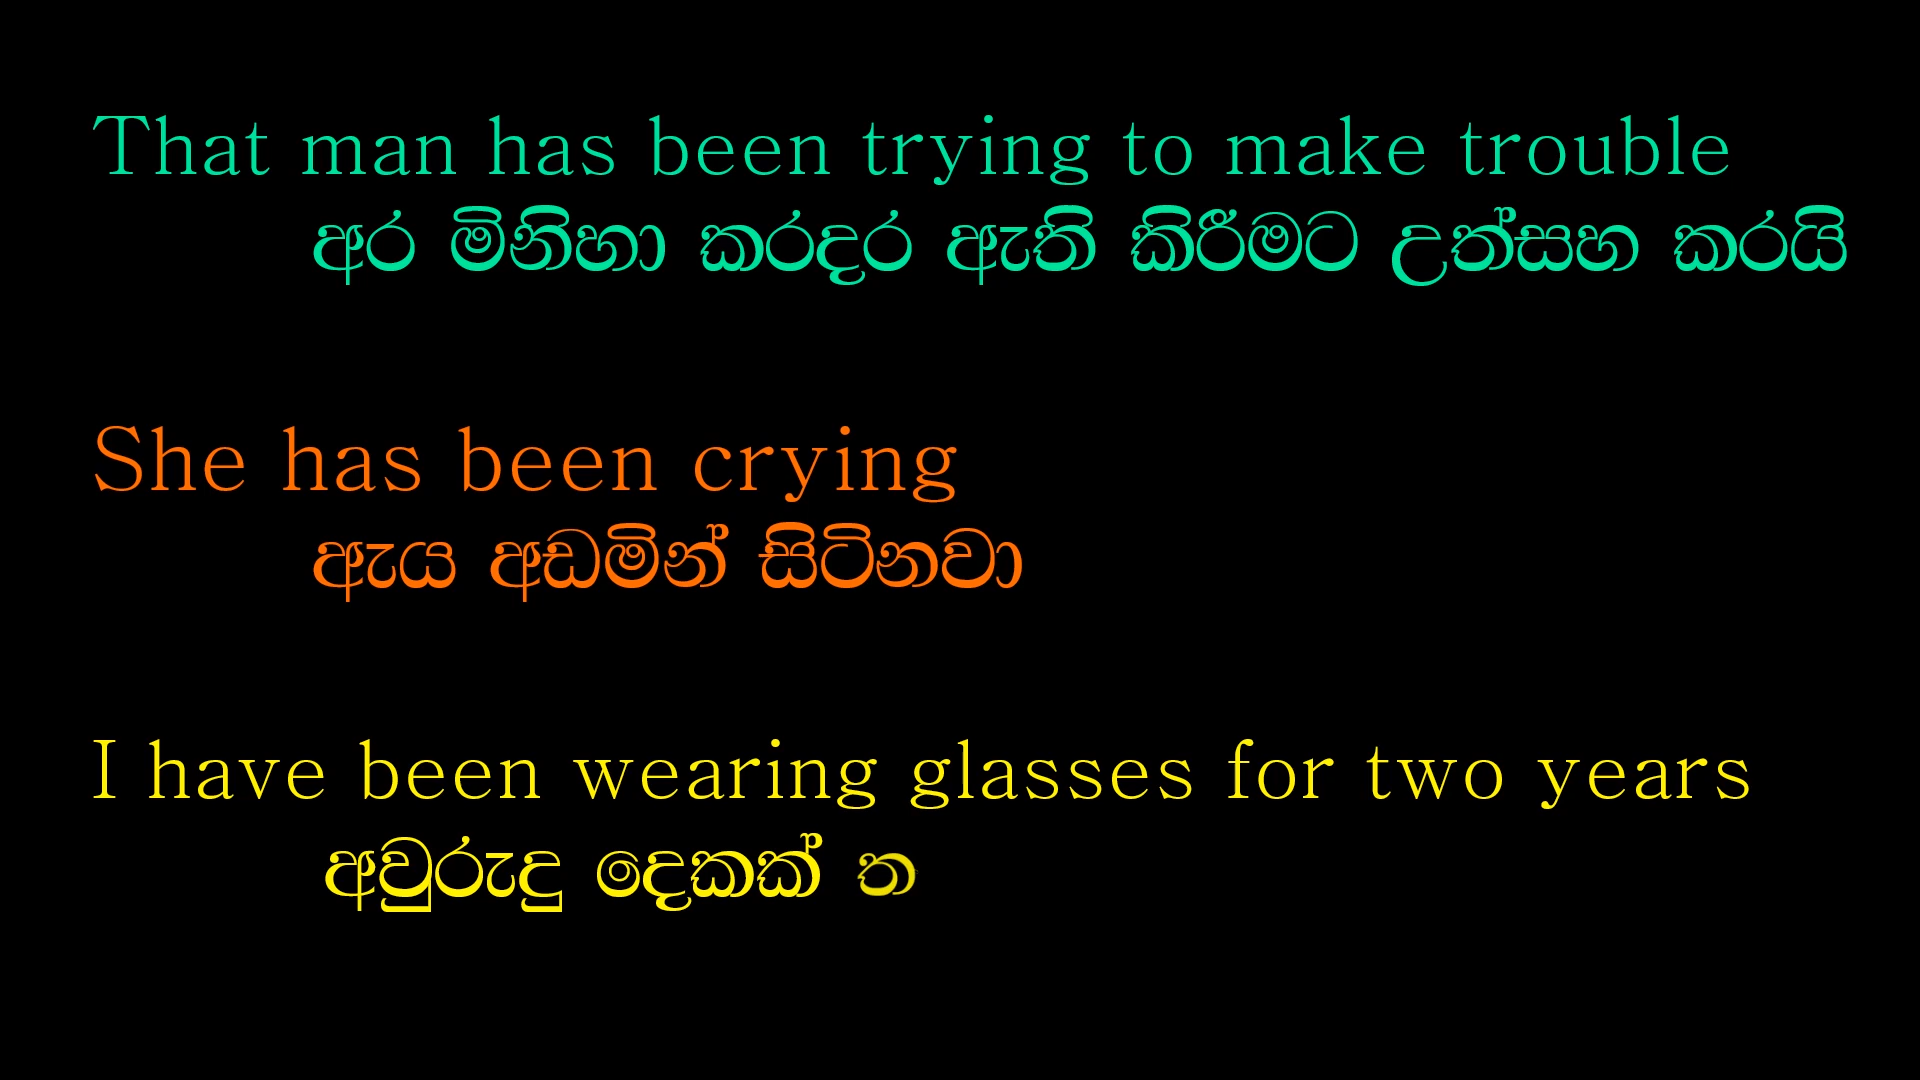 That man has been trying to make trouble
අර මිනිහා කරදර ඇති කිරීමට උත්සහ කරයි
She has been crying
ඇය අඩමින් සිටිනවා
I have been wearing glasses for two years
අවුරුදු දෙකක් ත